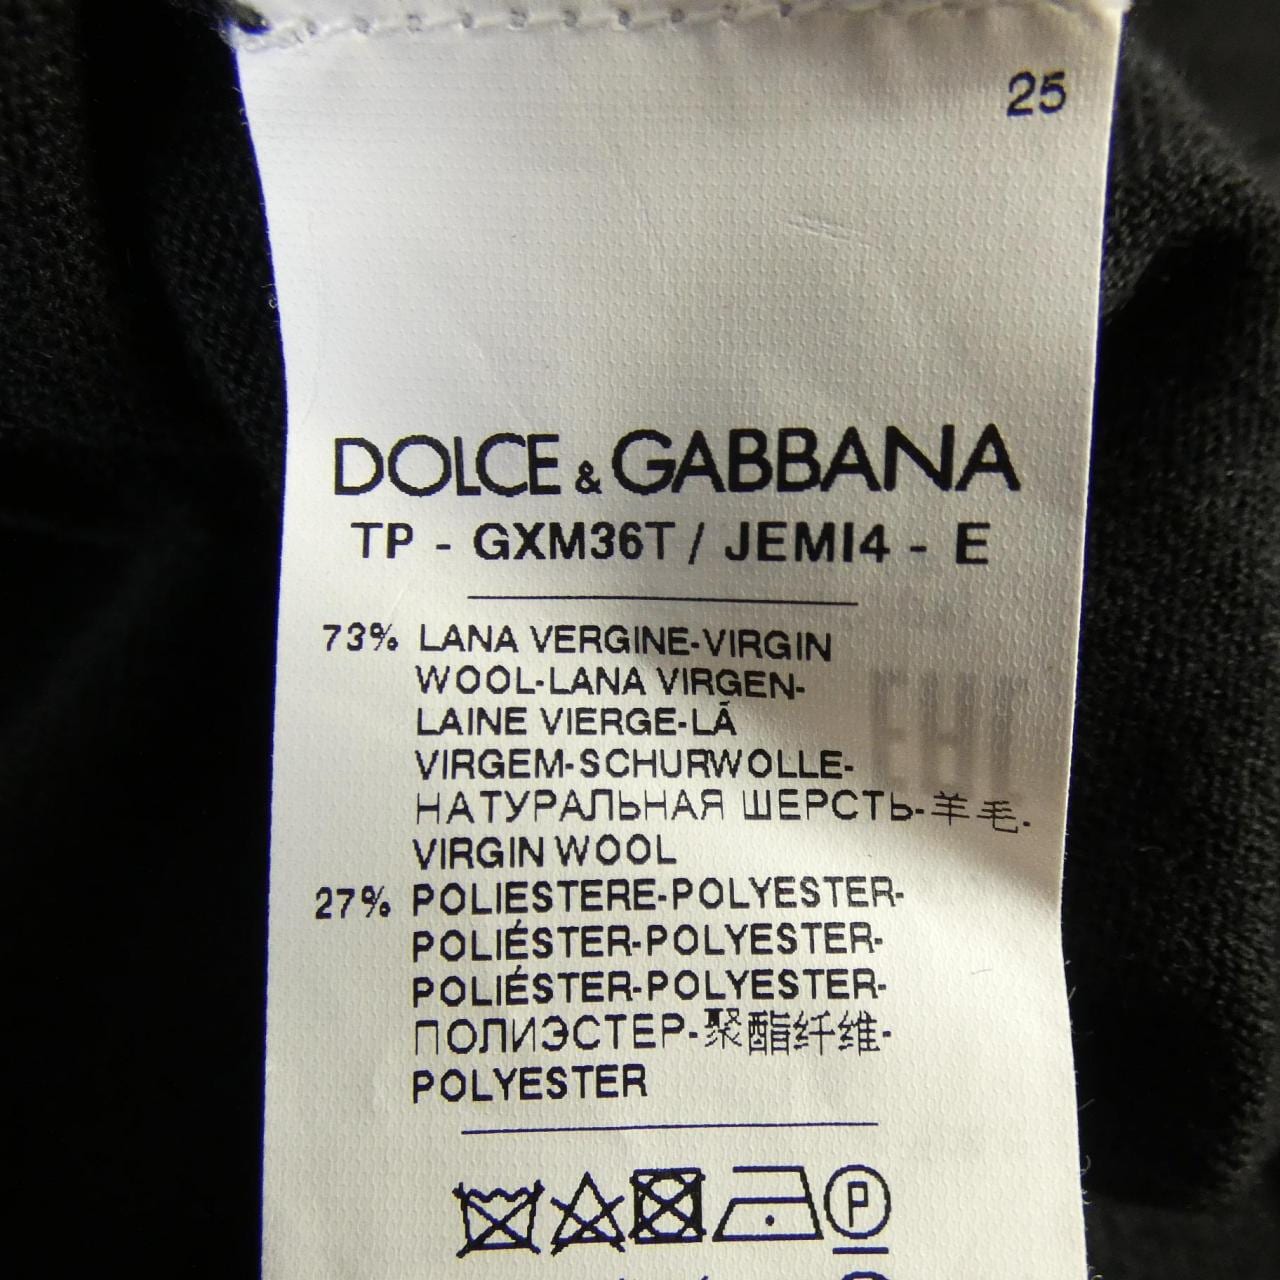 25
DOLCE & GABBANA
TP - GXM36T / JEMI4 - E
73% LANA VERGINE-VIRGIN
WOOL-LANA VIRGEN-
LAINE VIERGE-LÃ
VIRGEM-SCHURWOLLE-
НАТУРАЛЬНАЯ ШЕРСТЬ-羊毛-
VIRGIN WOOL
27% POLIESTERE-POLYESTER-
POLIÉSTER-POLYESTER-
POLIÉSTER-POLYESTER-
ПОЛИЭСТЕР-聚酯纤维-
POLYESTER
P